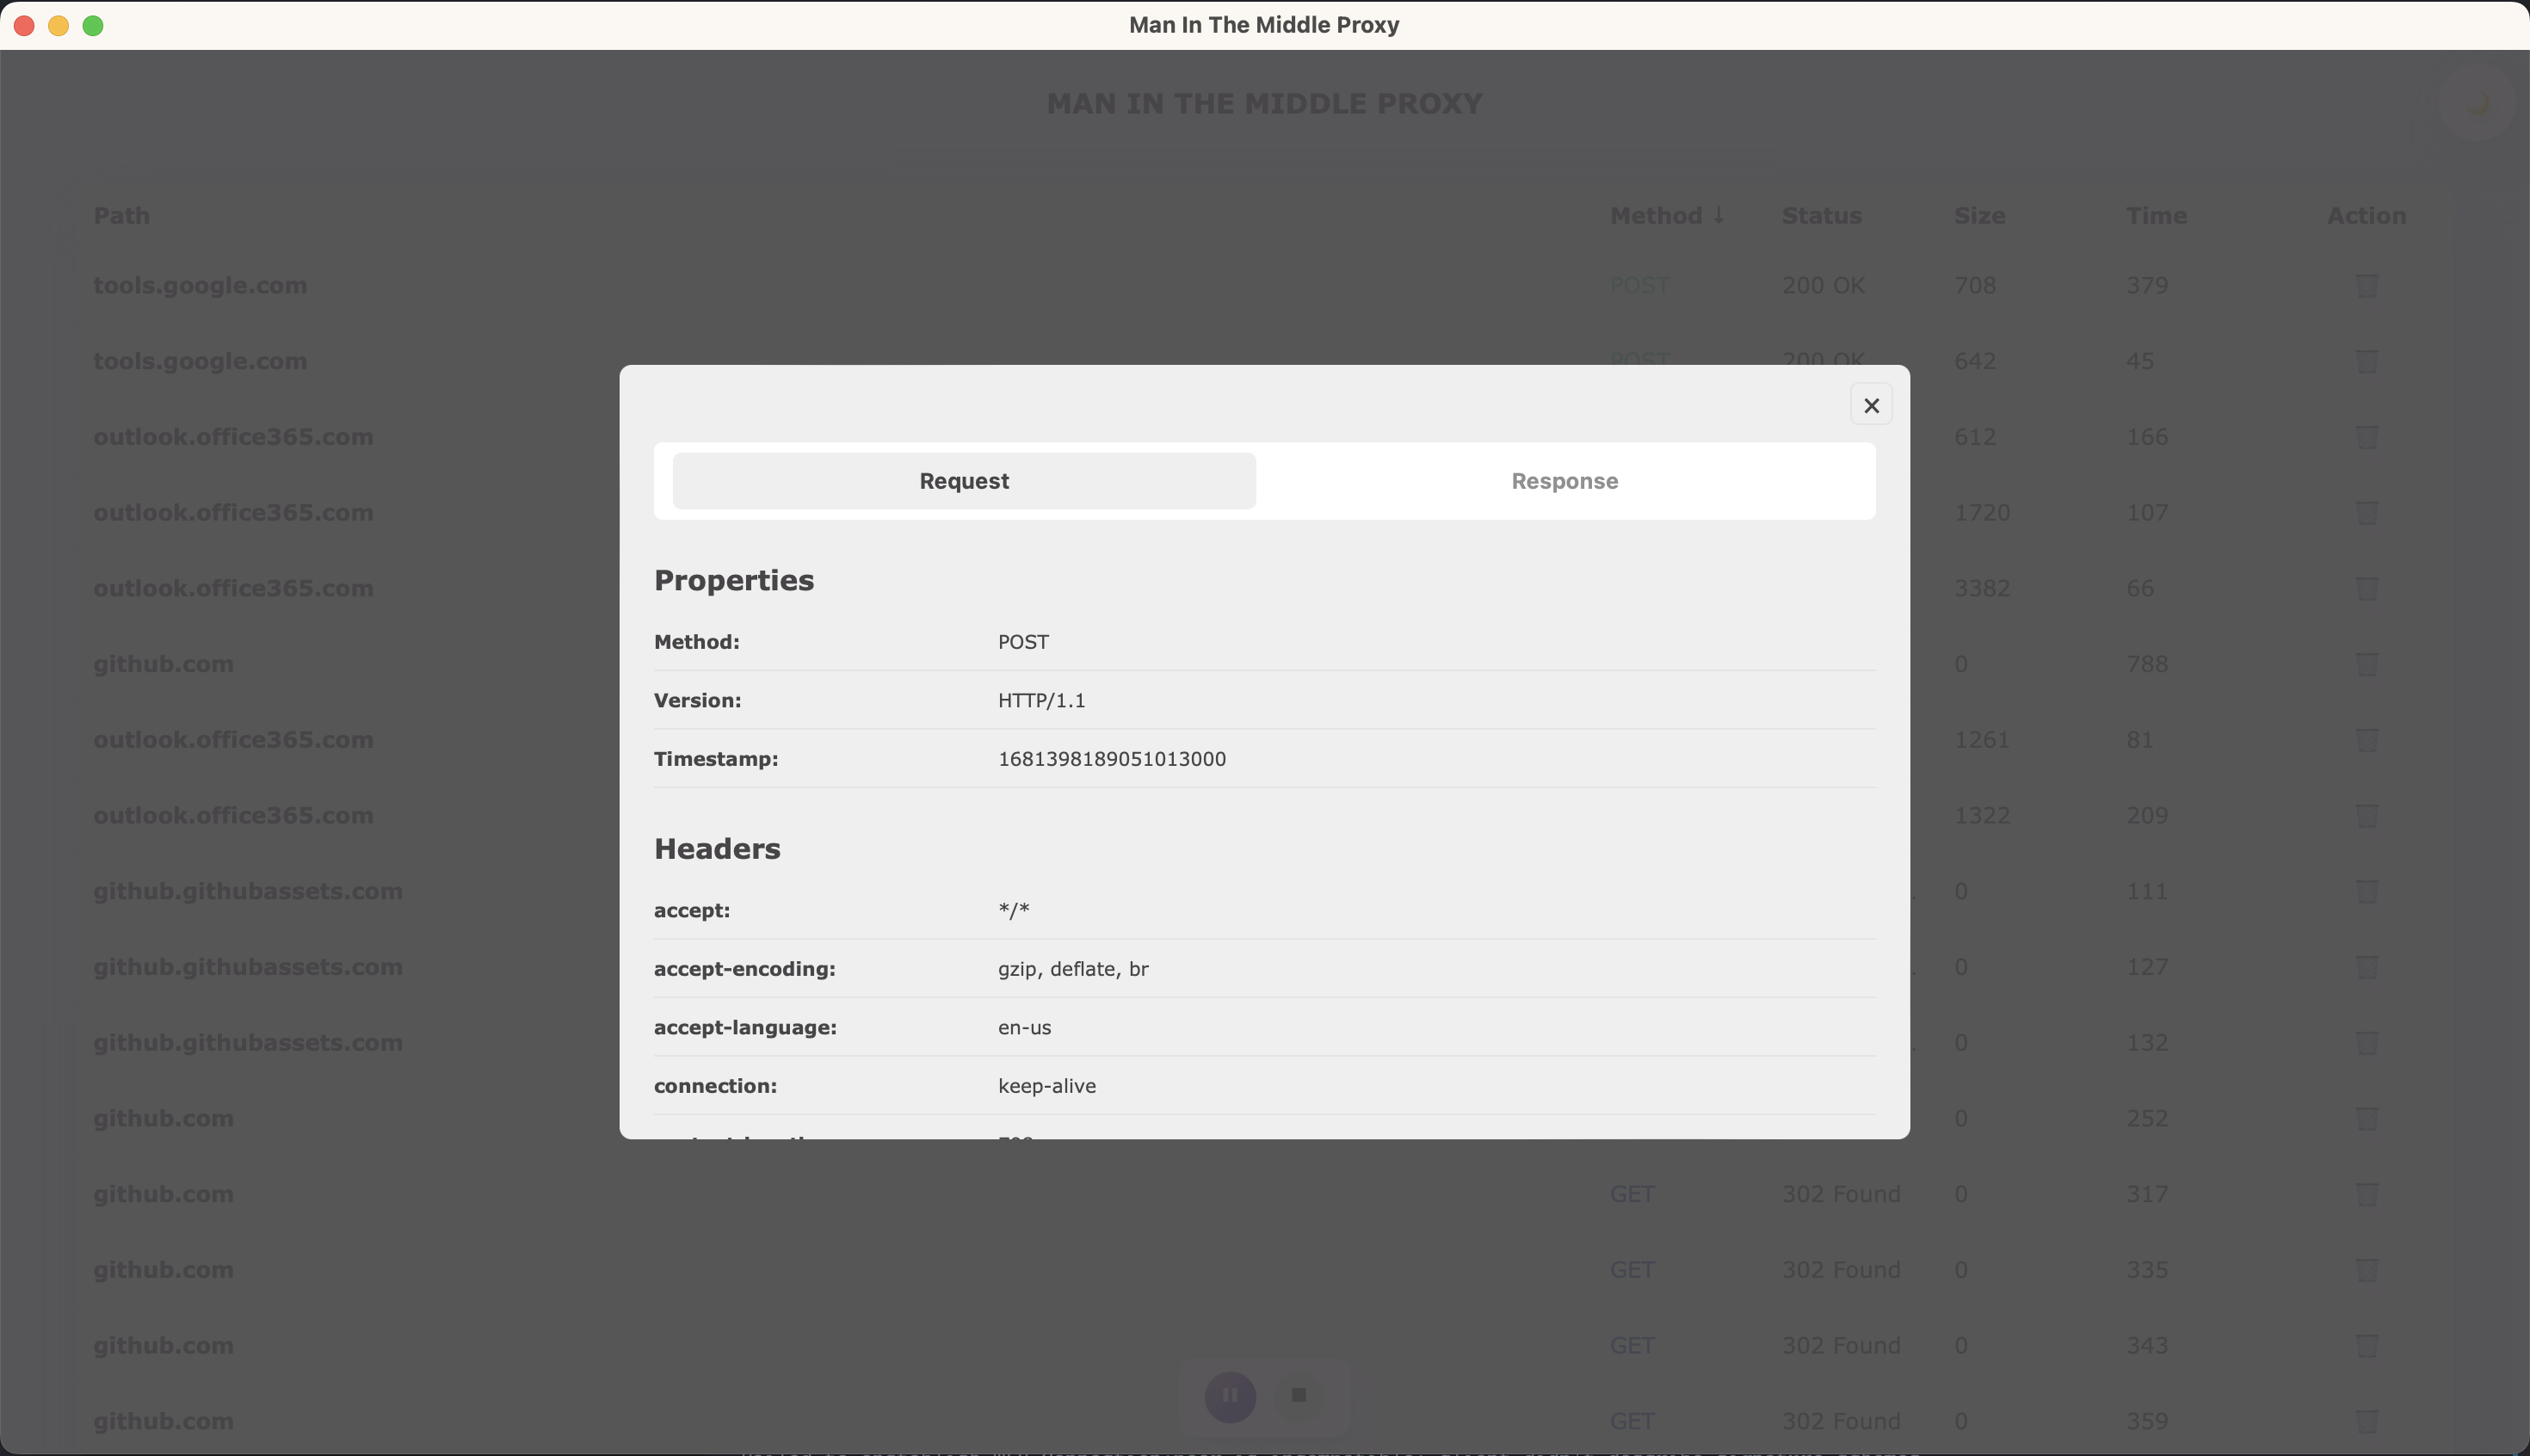 Man In The Middle Proxy
MAN IN THE MIDDLE PROXY
Path Method ↓ Status Size Time Action
tools.google.com POST 200 OK 708 379
tools.google.com POST 200 OK 642 45
outlook.office365.com 612 166
×
Request Response
outlook.office365.com 1720 107
Properties
outlook.office365.com 3382 66
Method: POST
github.com 0 788
Version: HTTP/1.1
outlook.office365.com 1261 81
Timestamp: 1681398189051013000
outlook.office365.com 1322 209
Headers
github.githubassets.com 0 111
accept: */*
github.githubassets.com 0 127
accept-encoding: gzip, deflate, br
accept-language: en-us
github.githubassets.com 0 132
connection: keep-alive
github.com 0 252
github.com GET 302 Found 0 317
github.com GET 302 Found 0 335
github.com GET 302 Found 0 343
github.com GET 302 Found 0 359